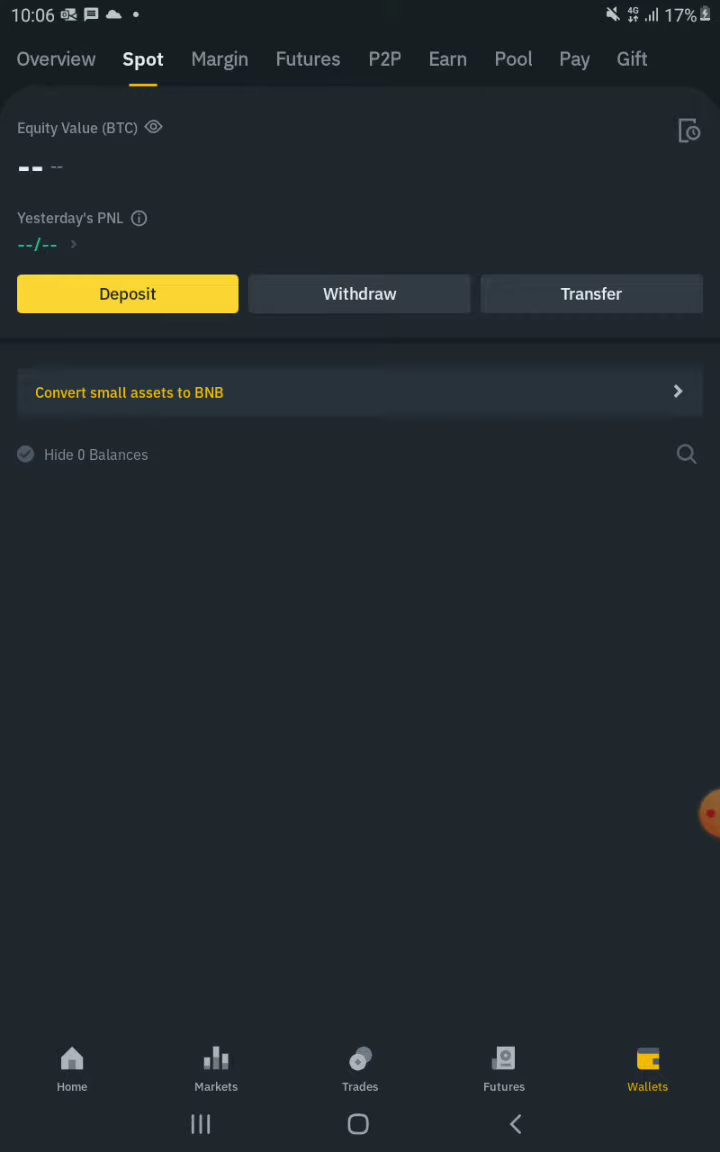 10:06 4G 17%
Overview Spot Margin Futures P2P Earn Pool Pay Gift
Equity Value (BTC)
-- --
Yesterday's PNL
--/--
Deposit Withdraw Transfer
Convert small assets to BNB
Hide 0 Balances
Home Markets Trades Futures Wallets